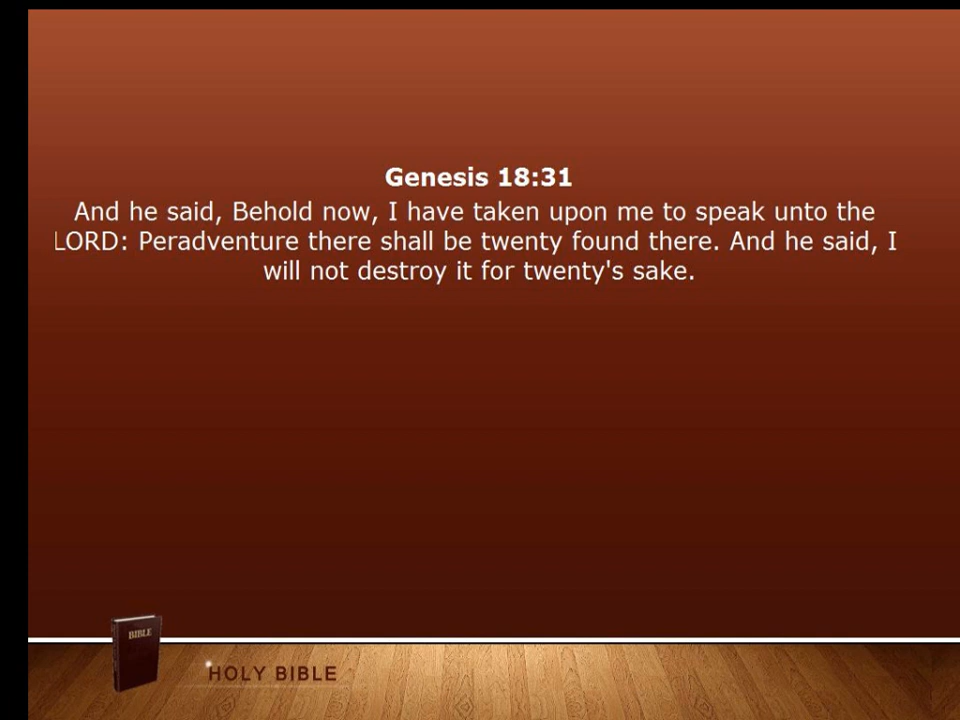 Genesis 18:31
And he said, Behold now, I have taken upon me to speak unto the
LORD: Peradventure there shall be twenty found there. And he said, I
will not destroy it for twenty's sake.
BIBLE
HOLY BIBLE